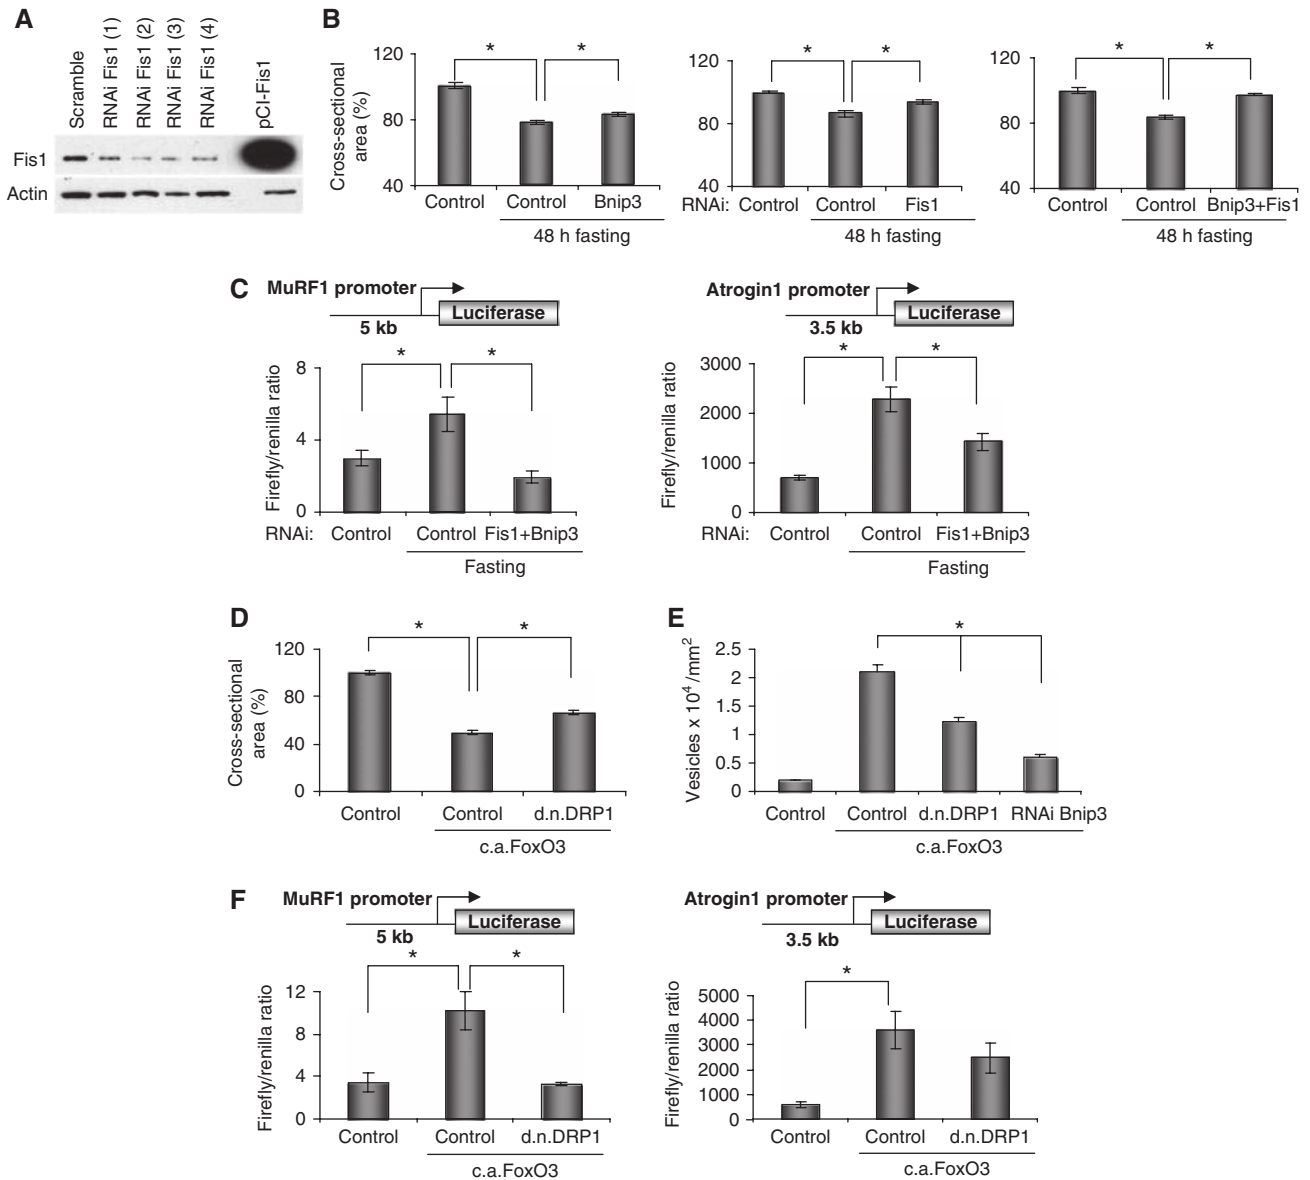 A
Scramble
RNAi Fis1 (1)
RNAi Fis1 (2)
RNAi Fis1 (3)
RNAi Fis1 (4)
pCI-Fis1
Fis1
Actin
B
Cross-sectional
area (%)
120
80
40
* *
Control Control Bnip3
48 h fasting
120
80
40
* *
RNAi: Control Control Fis1
48 h fasting
120
80
40
* *
Control Control Bnip3+Fis1
48 h fasting
C
MuRF1 promoter
Luciferase
5 kb
Firefly/renilla ratio
8
4
0
* *
RNAi: Control Control Fis1+Bnip3
Fasting
Atrogin1 promoter
Luciferase
3.5 kb
Firefly/renilla ratio
3000
2000
1000
0
* *
RNAi: Control Control Fis1+Bnip3
Fasting
D
Cross-sectional
area (%)
120
80
40
0
* *
Control Control d.n.DRP1
c.a.FoxO3
E
Vesicles x 10⁴/mm²
2.5
2
1.5
1
0.5
0
*
Control Control d.n.DRP1 RNAi Bnip3
c.a.FoxO3
F
MuRF1 promoter
Luciferase
5 kb
Firefly/renilla ratio
12
8
4
0
* *
Control Control d.n.DRP1
c.a.FoxO3
Atrogin1 promoter
Luciferase
3.5 kb
Firefly/renilla ratio
5000
4000
3000
2000
1000
0
*
Control Control d.n.DRP1
c.a.FoxO3